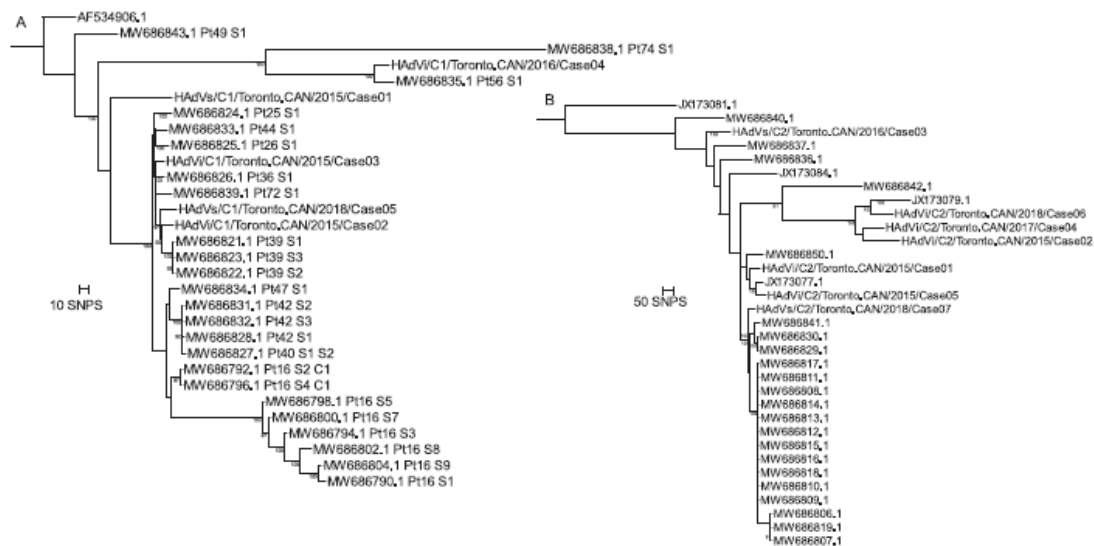 A
AF534906.1
MW686843.1 Pt49 S1
MW686838.1 Pt74 S1
HAdVi/C1/Toronto.CAN/2016/Case04
MW686835.1 Pt56 S1
HAdVs/C1/Toronto.CAN/2015/Case01
MW686824.1 Pt25 S1
MW686833.1 Pt44 S1
MW686825.1 Pt26 S1
HAdVi/C1/Toronto.CAN/2015/Case03
MW686826.1 Pt36 S1
MW686839.1 Pt72 S1
HAdVs/C1/Toronto.CAN/2018/Case05
HAdVi/C1/Toronto.CAN/2015/Case02
MW686821.1 Pt39 S1
MW686823.1 Pt39 S3
MW686822.1 Pt39 S2
MW686834.1 Pt47 S1
MW686831.1 Pt42 S2
MW686832.1 Pt42 S3
MW686828.1 Pt42 S1
MW686827.1 Pt40 S1 S2
MW686792.1 Pt16 S2 C1
MW686796.1 Pt16 S4 C1
MW686798.1 Pt16 S5
MW686800.1 Pt16 S7
MW686794.1 Pt16 S3
MW686802.1 Pt16 S8
MW686804.1 Pt16 S9
MW686790.1 Pt16 S1
10 SNPS
B
JX173081.1
MW686840.1
HAdVs/C2/Toronto.CAN/2016/Case03
MW686837.1
MW686836.1
JX173084.1
MW686842.1
JX173079.1
HAdVi/C2/Toronto.CAN/2018/Case06
HAdVi/C2/Toronto.CAN/2017/Case04
HAdVi/C2/Toronto.CAN/2015/Case02
MW686850.1
HAdVi/C2/Toronto.CAN/2015/Case01
JX173077.1
HAdVi/C2/Toronto.CAN/2015/Case05
HAdVs/C2/Toronto.CAN/2018/Case07
MW686841.1
MW686830.1
MW686829.1
MW686817.1
MW686811.1
MW686808.1
MW686814.1
MW686813.1
MW686812.1
MW686815.1
MW686816.1
MW686818.1
MW686810.1
MW686809.1
MW686806.1
MW686819.1
MW686807.1
50 SNPS